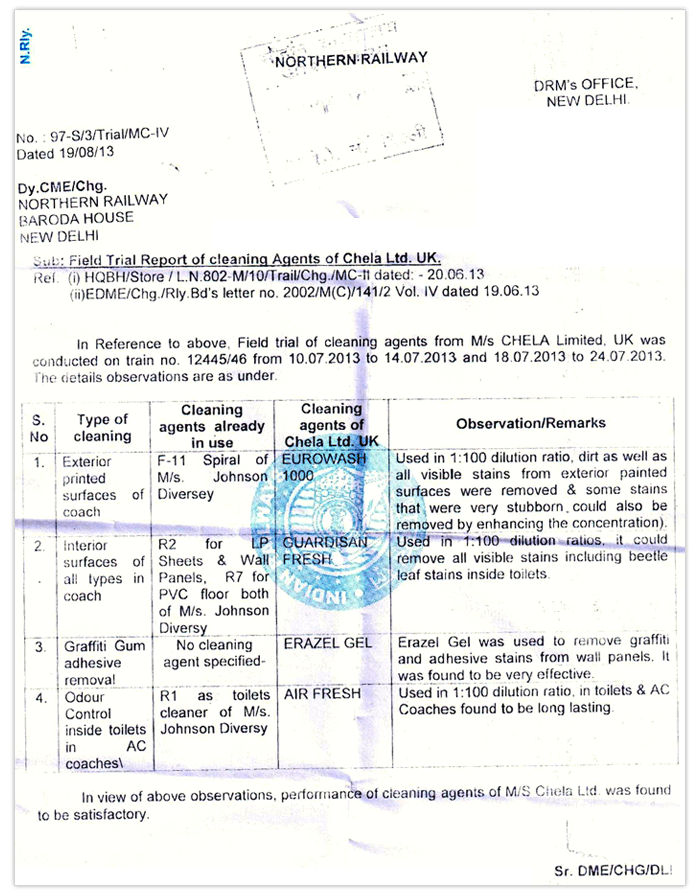 N.Rly.
NORTHERN RAILWAY
DRM's OFFICE,
NEW DELHI.
No. : 97-S/3/Trial/MC-IV
Dated 19/08/13
Dy.CME/Chg.
NORTHERN RAILWAY
BARODA HOUSE
NEW DELHI
Sub: Field Trial Report of cleaning Agents of Chela Ltd. UK.
Ref. (i) HQBH/Store / L.N.802-M/10/Trail/Chg./MC-II dated: - 20.06.13
(ii)EDME/Chg./Rly.Bd's letter no. 2002/M(C)/141/2 Vol. IV dated 19.06.13
In Reference to above, Field trial of cleaning agents from M/s CHELA Limited, UK was
conducted on train no. 12445/46 from 10.07.2013 to 14.07.2013 and 18.07.2013 to 24.07.2013.
The details observations are as under.
S. No
Type of
cleaning
Cleaning
agents already
in use
Cleaning
agents of
Chela Ltd. UK
Observation/Remarks
1.
Exterior
printed
surfaces of
coach
F-11 Spiral of
M/s. Johnson
Diversey
EUROWASH
1000
Used in 1:100 dilution ratio, dirt as well as
all visible stains from exterior painted
surfaces were removed & some stains
that were very stubborn could also be
removed by enhancing the concentration).
2.
Interior
surfaces of
all types in
coach
R2 for LP
Sheets & Wall
Panels, R7 for
PVC floor both
of M/s. Johnson
Diversy
GUARDISAN
FRESH
Used in 1:100 dilution ratios, it could
remove all visible stains including beetle
leaf stains inside toilets.
3.
Graffiti Gum
adhesive
removal
No cleaning
agent specified-
ERAZEL GEL
Erazel Gel was used to remove graffiti
and adhesive stains from wall panels. It
was found to be very effective.
4.
Odour
Control
inside toilets
in AC
coaches\
R1 as toilets
cleaner of M/s.
Johnson Diversy
AIR FRESH
Used in 1:100 dilution ratio, in toilets & AC
Coaches found to be long lasting.
INDIAN
In view of above observations, performance of cleaning agents of M/S Chela Ltd. was found
to be satisfactory.
Sr. DME/CHG/DLI